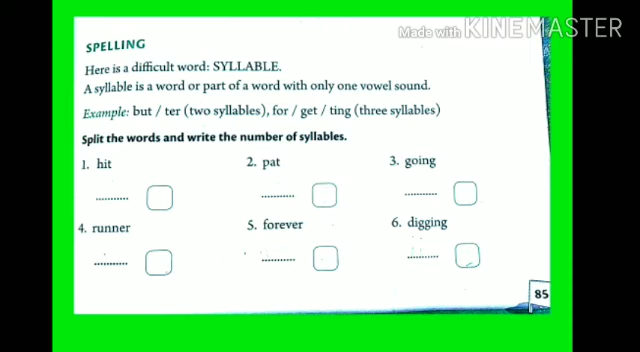 Made with KINEMASTER
SPELLING
Here is a difficult word: SYLLABLE.
A syllable is a word or part of a word with only one vowel sound.
Example: but / ter (two syllables), for / get / ting (three syllables)
Split the words and write the number of syllables.
1. hit 2. pat 3. going
........... ........... ...........
4. runner 5. forever 6. digging
........... ........... ...........
85